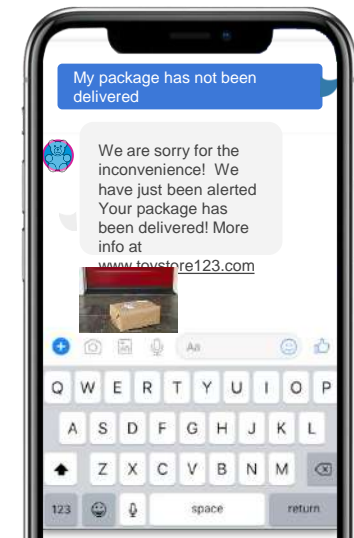 My package has not been
delivered
We are sorry for the
inconvenience! We
have just been alerted
Your package has
been delivered! More
info at
www.toystore123.com
Aa
Q W E R T Y U I O P
A S D F G H J K L
Z X C V B N M
123 space return